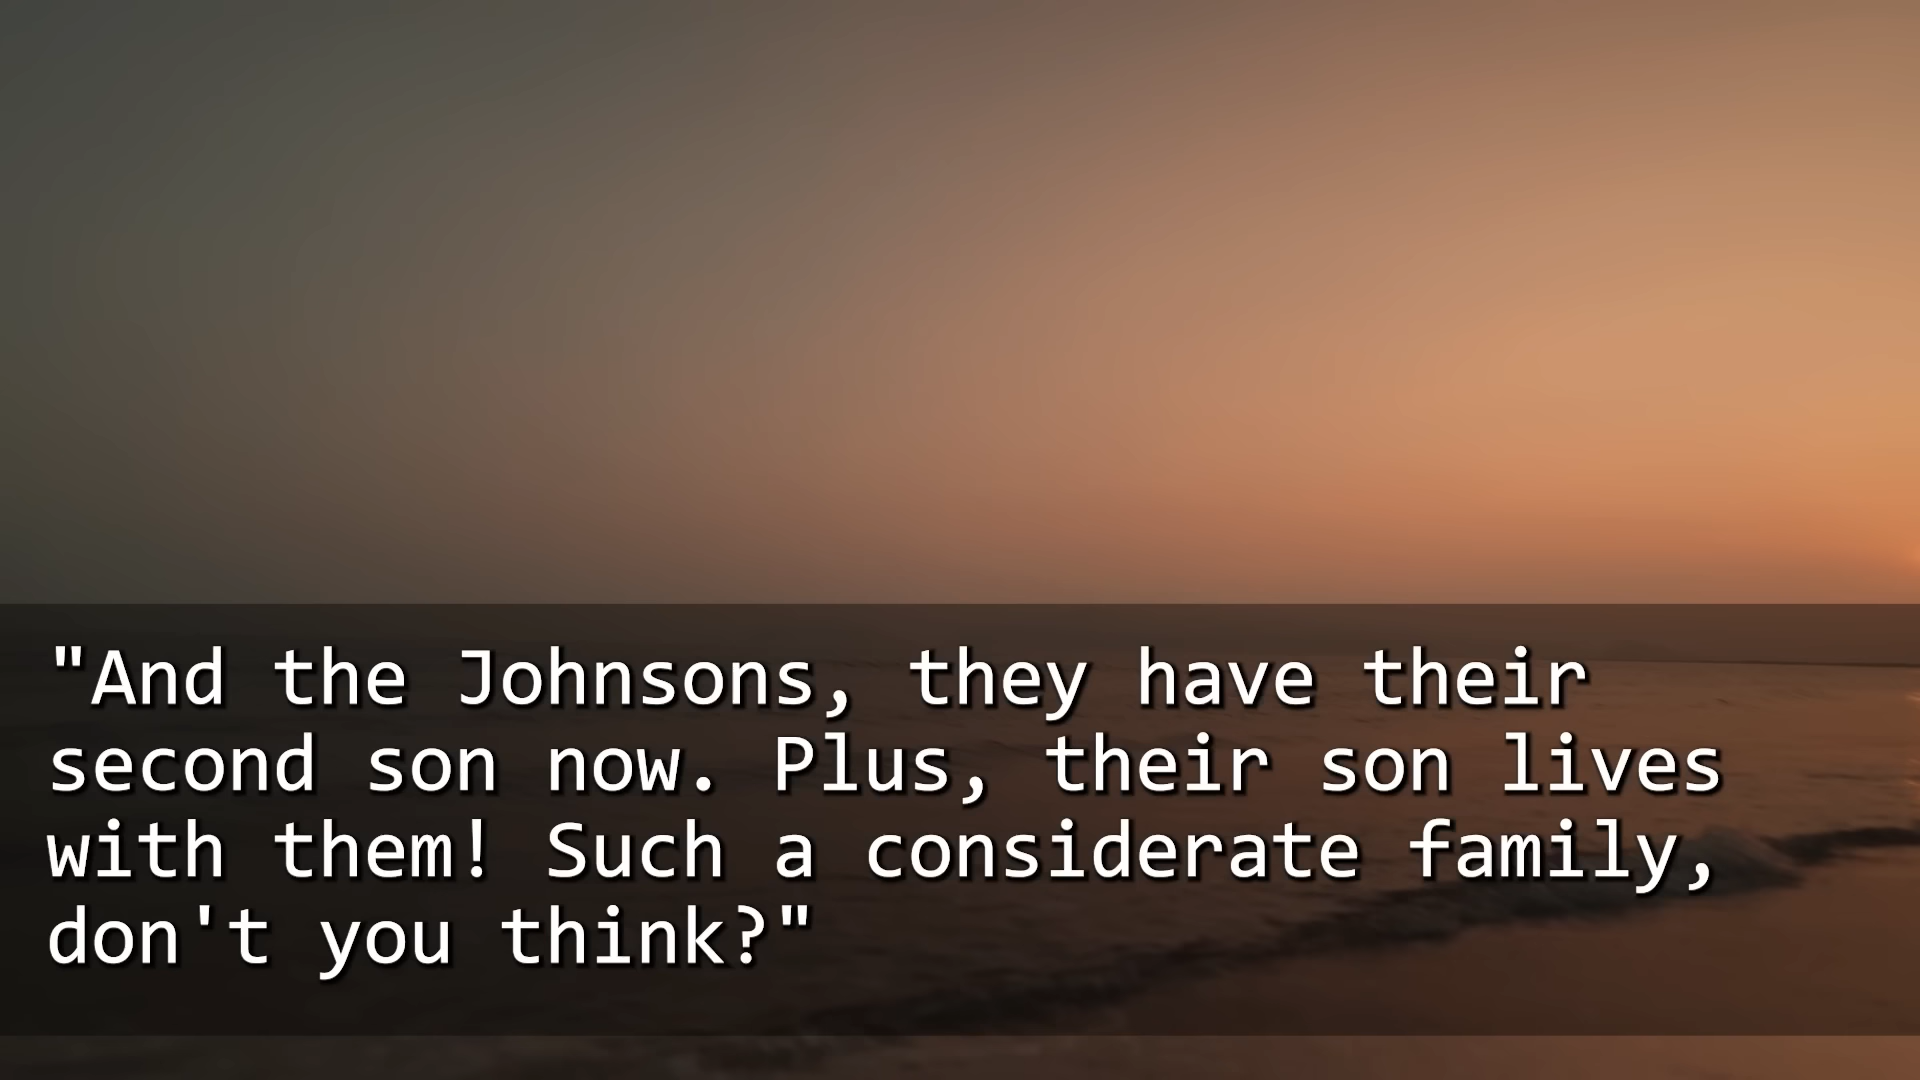 "And the Johnsons, they have their
second son now. Plus, their son lives
with them! Such a considerate family,
don't you think?"